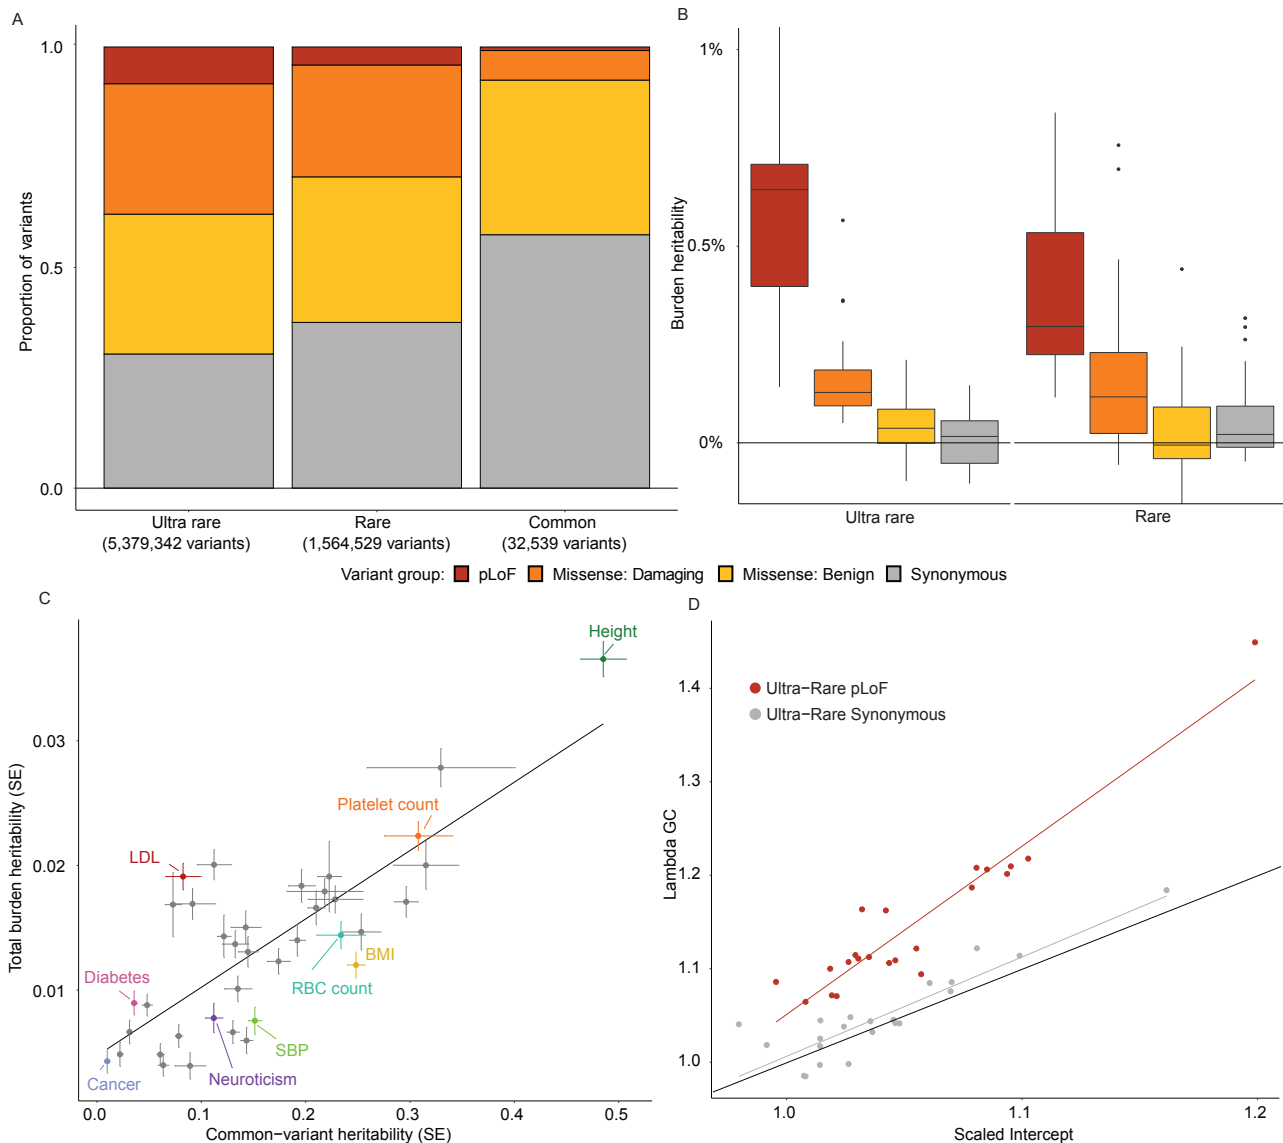 A
1.0
0.5
0.0
Proportion of variants
Ultra rare
(5,379,342 variants)
Rare
(1,564,529 variants)
Common
(32,539 variants)
B
1%
0.5%
0%
Burden heritability
Ultra rare
Rare
Variant group: pLoF Missense: Damaging Missense: Benign Synonymous
C
Height
Platelet count
LDL
Diabetes
BMI
RBC count
SBP
Neuroticism
Cancer
0.03
0.02
0.01
Total burden heritability (SE)
0.0 0.1 0.2 0.3 0.4 0.5
Common−variant heritability (SE)
D
Ultra−Rare pLoF
Ultra−Rare Synonymous
1.4
1.3
1.2
1.1
1.0
Lambda GC
1.0 1.1 1.2
Scaled Intercept